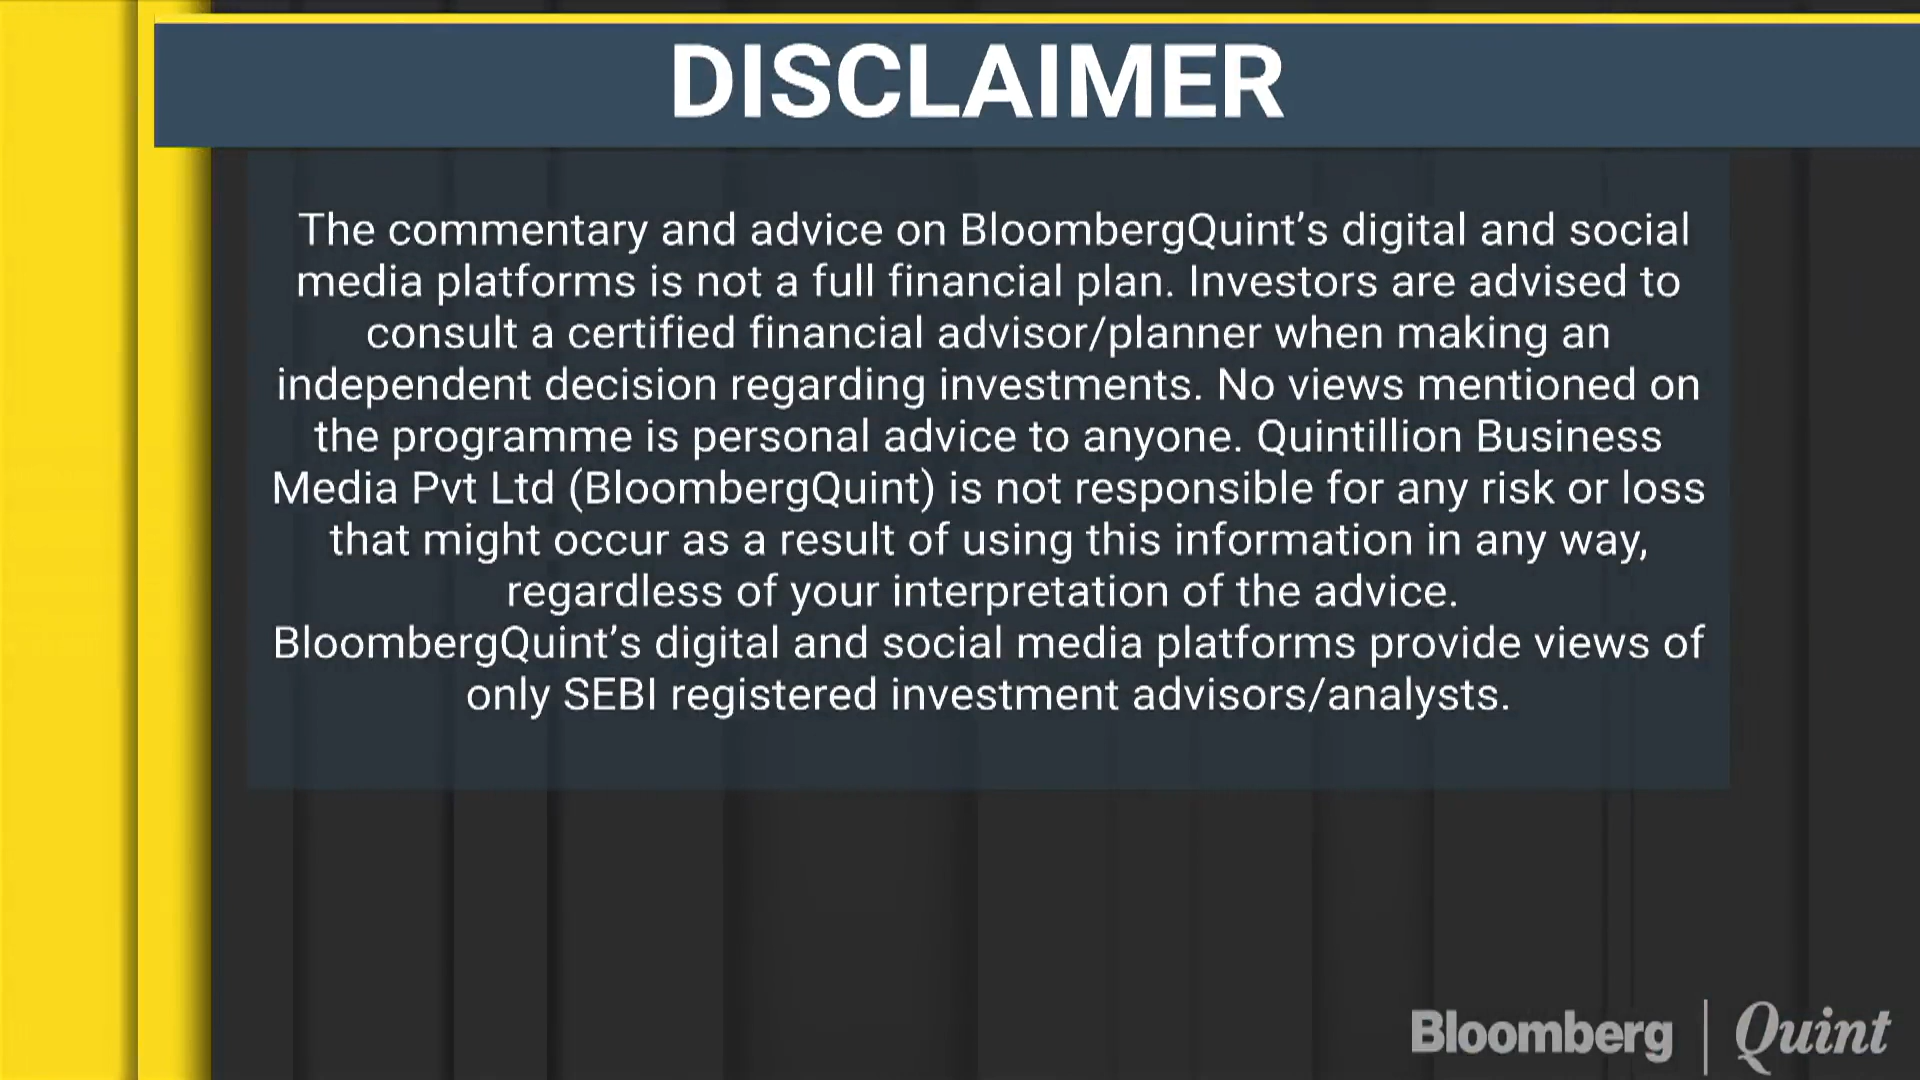 DISCLAIMER
The commentary and advice on BloombergQuint’s digital and social
media platforms is not a full financial plan. Investors are advised to
consult a certified financial advisor/planner when making an
independent decision regarding investments. No views mentioned on
the programme is personal advice to anyone. Quintillion Business
Media Pvt Ltd (BloombergQuint) is not responsible for any risk or loss
that might occur as a result of using this information in any way,
regardless of your interpretation of the advice.
BloombergQuint’s digital and social media platforms provide views of
only SEBI registered investment advisors/analysts.
Bloomberg | Quint